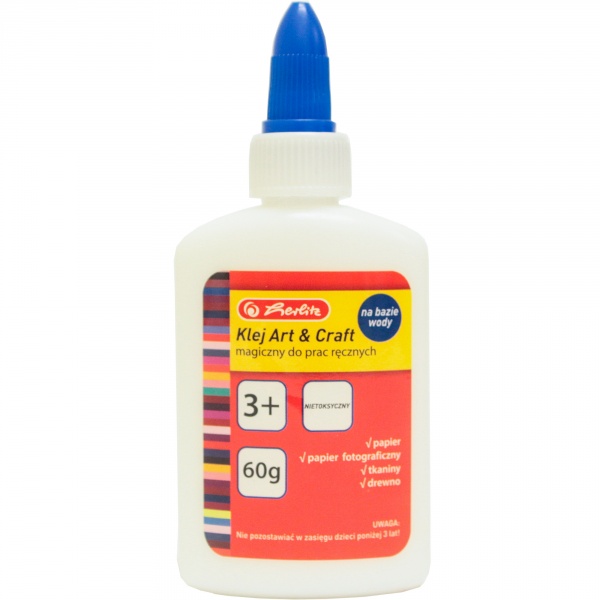 Herlitz
na bazie
wody
Klej Art & Craft
magiczny do prac ręcznych
3+
NIETOKSYCZNY
60g
√ papier
√ papier fotograficzny
√ tkaniny
√ drewno
UWAGA:
Nie pozostawiać w zasięgu dzieci poniżej 3 lat!